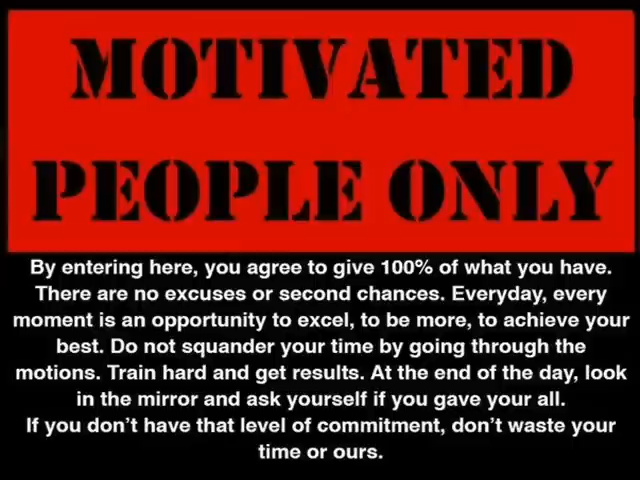 MOTIVATED
PEOPLE ONLY
By entering here, you agree to give 100% of what you have.
There are no excuses or second chances. Everyday, every
moment is an opportunity to excel, to be more, to achieve your
best. Do not squander your time by going through the
motions. Train hard and get results. At the end of the day, look
in the mirror and ask yourself if you gave your all.
If you don't have that level of commitment, don't waste your
time or ours.